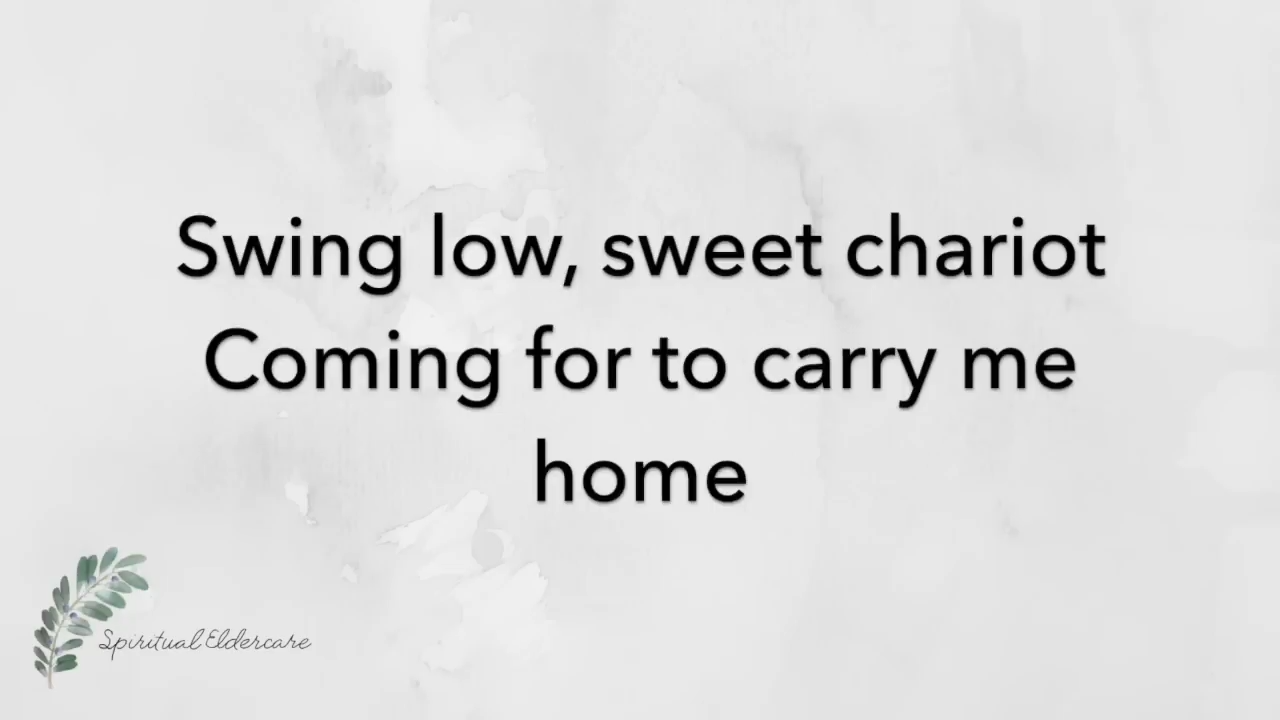 Swing low, sweet chariot
Coming for to carry me
home
Spiritual Eldercare